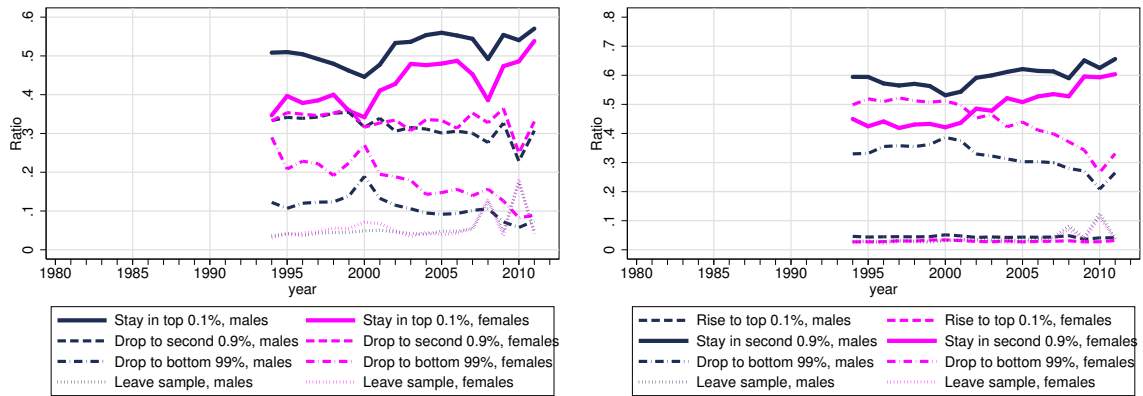 .6
.5
.4
.3
.2
.1
0
Ratio
1980 1985 1990 1995 2000 2005 2010
year
Stay in top 0.1%, males Stay in top 0.1%, females
Drop to second 0.9%, males Drop to second 0.9%, females
Drop to bottom 99%, males Drop to bottom 99%, females
Leave sample, males Leave sample, females
.8
.7
.6
.5
.4
.3
.2
.1
0
Ratio
1980 1985 1990 1995 2000 2005 2010
year
Rise to top 0.1%, males Rise to top 0.1%, females
Stay in second 0.9%, males Stay in second 0.9%, females
Drop to bottom 99%, males Drop to bottom 99%, females
Leave sample, males Leave sample, females